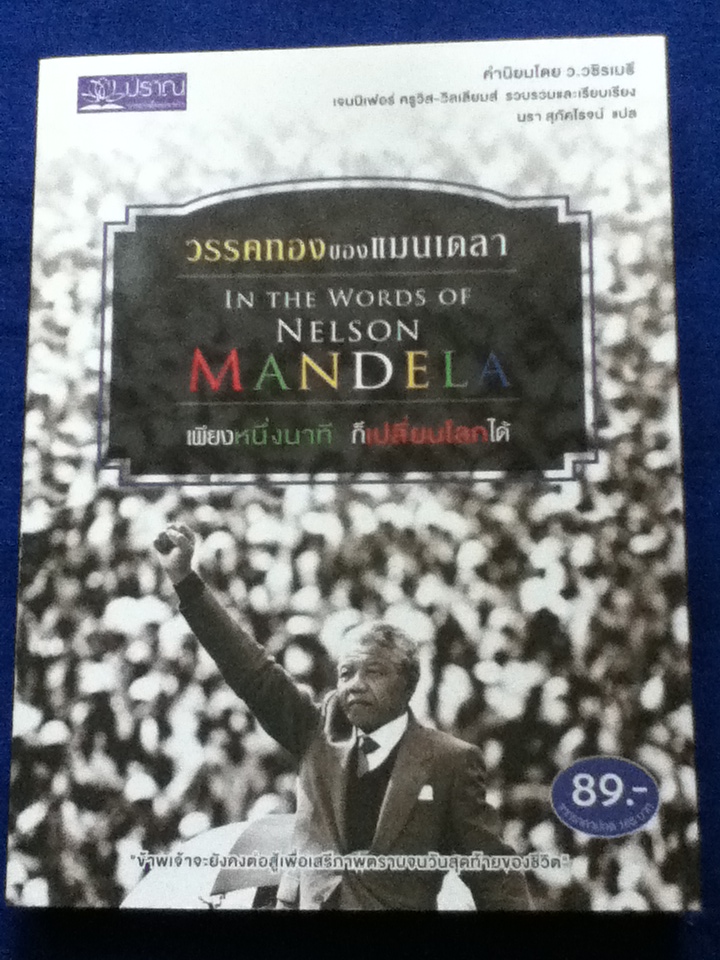 ปราณ
คำนิยมโดย ว.วชิรเมธี
เจนนิเฟอร์ ครูวิส-วิลเลียมส์ รวบรวมและเรียบเรียง
นรา สุภัคโรจน์ แปล
วรรคทองของแมนเดลา
IN THE WORDS OF
NELSON
MANDELA
เพียงหนึ่งนาที ก็เปลี่ยนโลกได้
89.-
"ข้าพเจ้าจะยังคงต่อสู้เพื่อเสรีภาพตราบจนวันสุดท้ายของชีวิต"